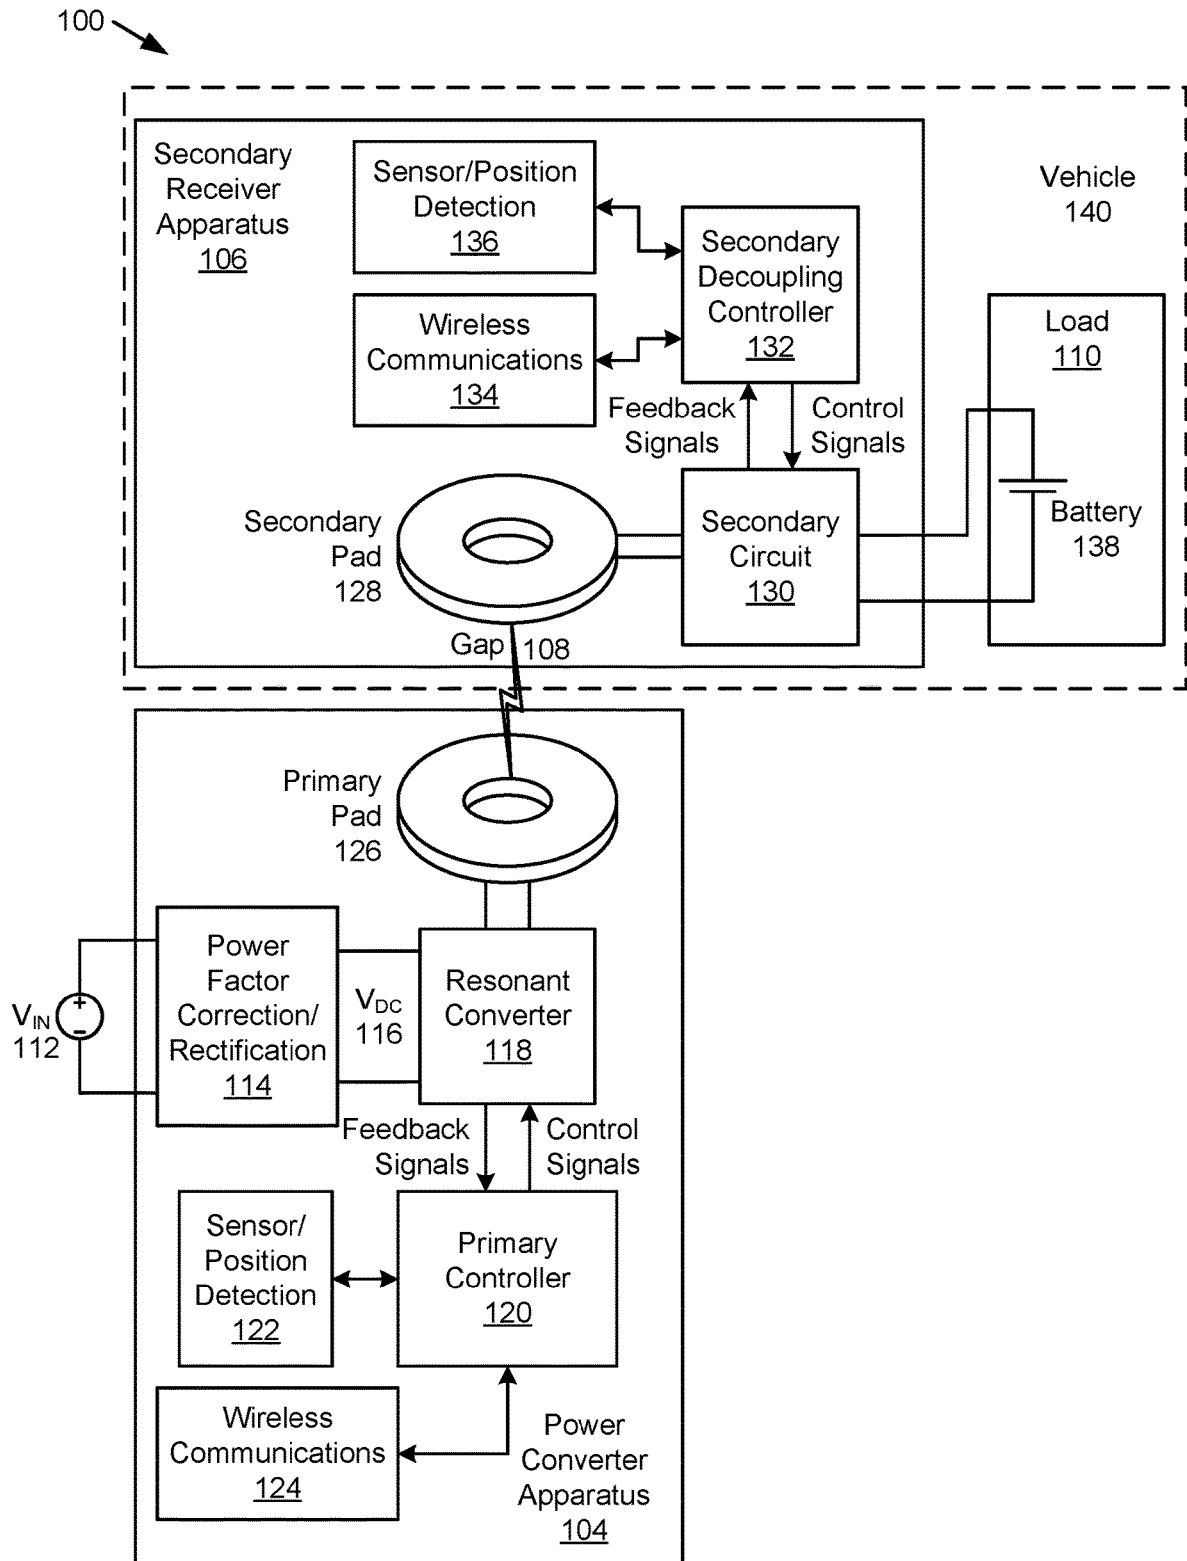 100
Secondary
Receiver
Apparatus
106
Sensor/Position
Detection
136
Wireless
Communications
134
Secondary
Decoupling
Controller
132
Vehicle
140
Load
110
Feedback
Signals
Control
Signals
Secondary
Pad
128
Secondary
Circuit
130
Battery
138
Gap 108
Primary
Pad
126
VIN
112
+
−
Power
Factor
Correction/
Rectification
114
VDC
116
Resonant
Converter
118
Feedback
Signals
Control
Signals
Sensor/
Position
Detection
122
Primary
Controller
120
Wireless
Communications
124
Power
Converter
Apparatus
104